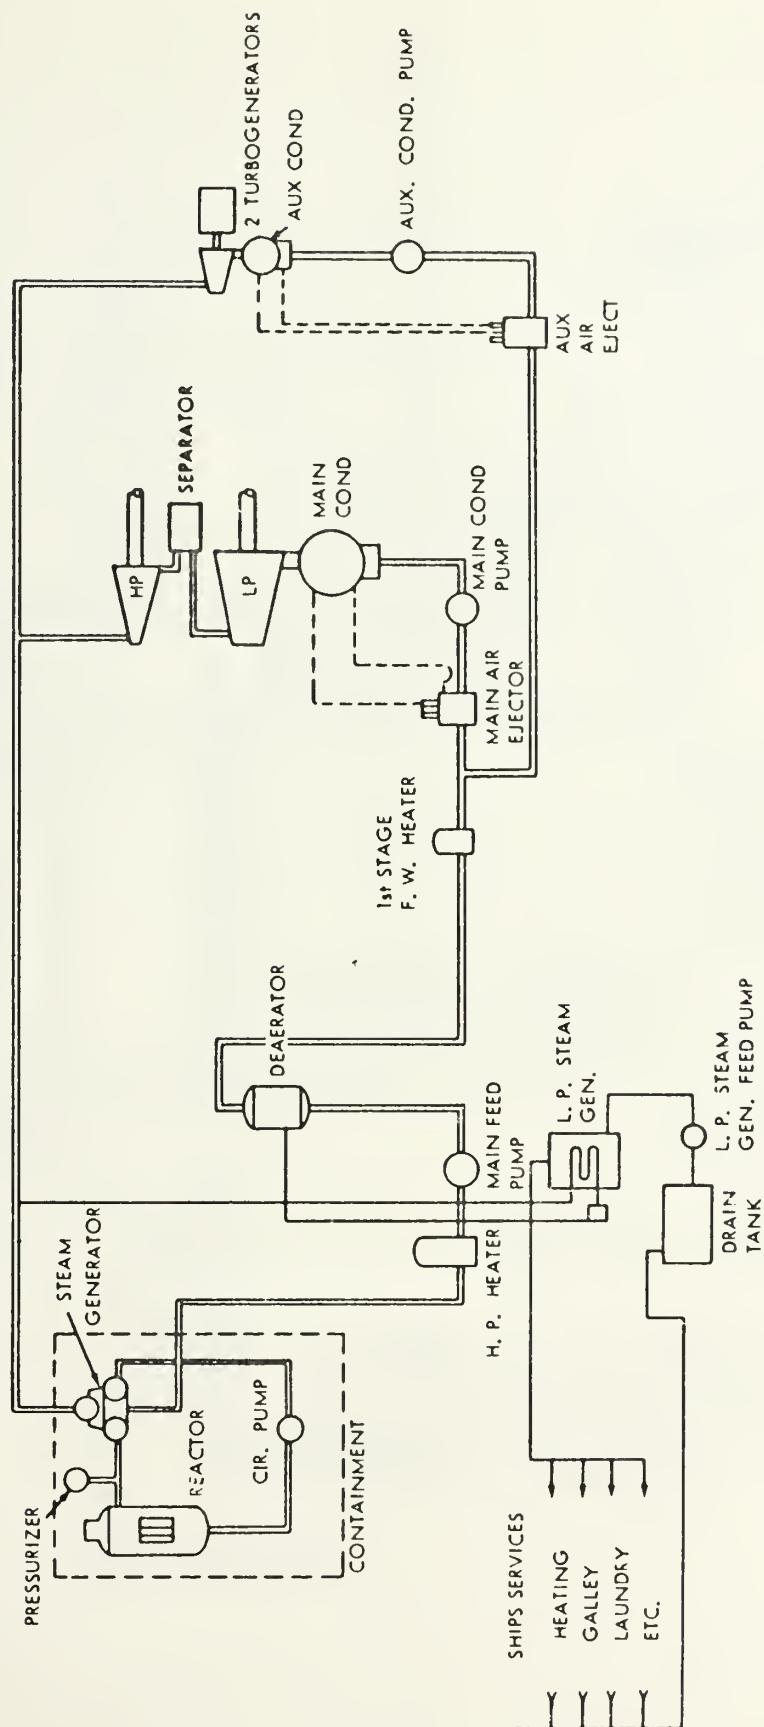 PRESSURIZER
STEAM
GENERATOR
REACTOR
CIR. PUMP
CONTAINMENT
SHIPS SERVICES
HEATING
GALLEY
LAUNDRY
ETC.
H. P. HEATER
MAIN FEED
PUMP
DEAERATOR
L. P. STEAM
GEN.
DRAIN
TANK
L. P. STEAM
GEN. FEED PUMP
1st STAGE
F. W. HEATER
MAIN AIR
EJECTOR
MAIN COND
PUMP
HP
SEPARATOR
LP
MAIN
COND
2 TURBOGENERATORS
AUX COND
AUX. COND. PUMP
AUX
AIR
EJECT